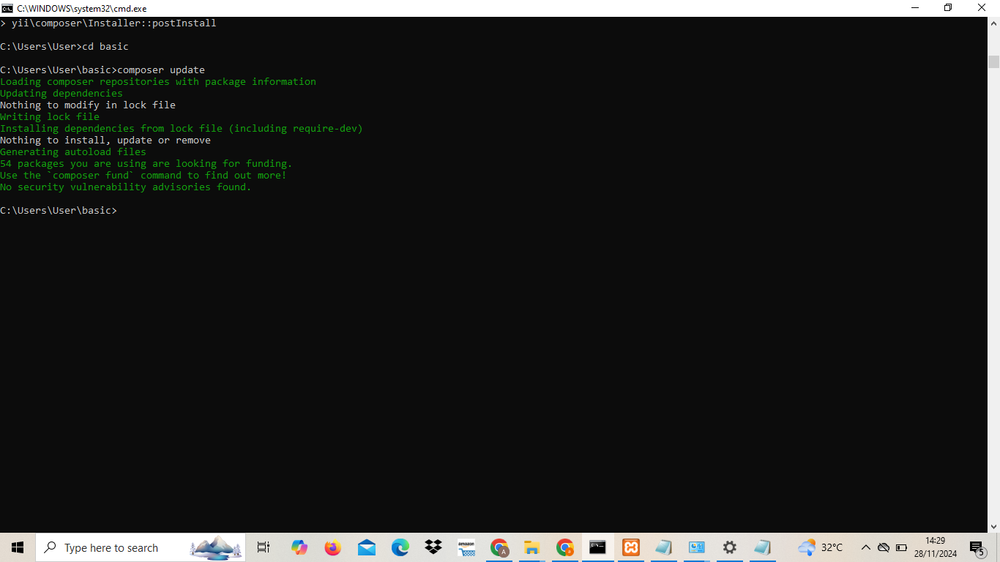 C:\WINDOWS\system32\cmd.exe
> yii\composer\Installer::postInstall
C:\Users\User>cd basic
C:\Users\User\basic>composer update
Loading composer repositories with package information
Updating dependencies
Nothing to modify in lock file
Writing lock file
Installing dependencies from lock file (including require-dev)
Nothing to install, update or remove
Generating autoload files
54 packages you are using are looking for funding.
Use the `composer fund` command to find out more!
No security vulnerability advisories found.
C:\Users\User\basic>
Type here to search
amazon
A
32°C
14:29
28/11/2024
5